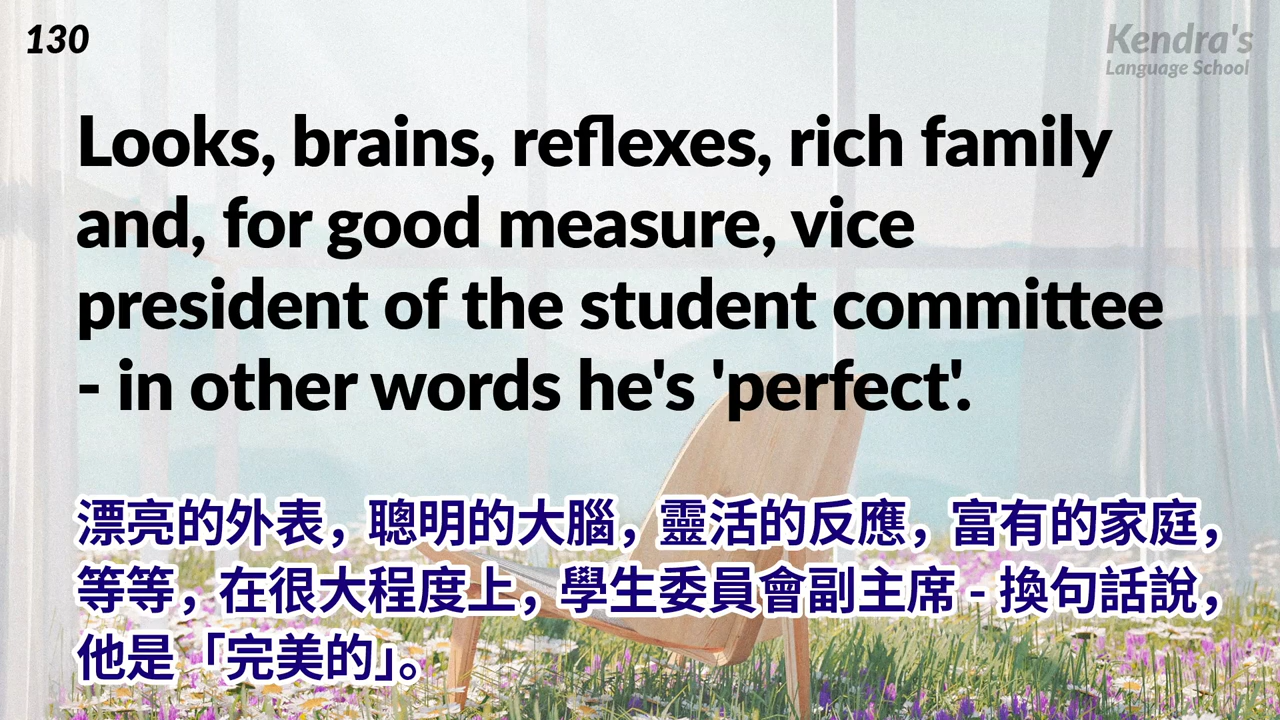 130
Kendra's
Language School
Looks, brains, reflexes, rich family
and, for good measure, vice
president of the student committee
- in other words he's 'perfect'.
漂亮的外表，聰明的大腦，靈活的反應，富有的家庭，
等等，在很大程度上，學生委員會副主席 - 換句話說，
他是「完美的」。